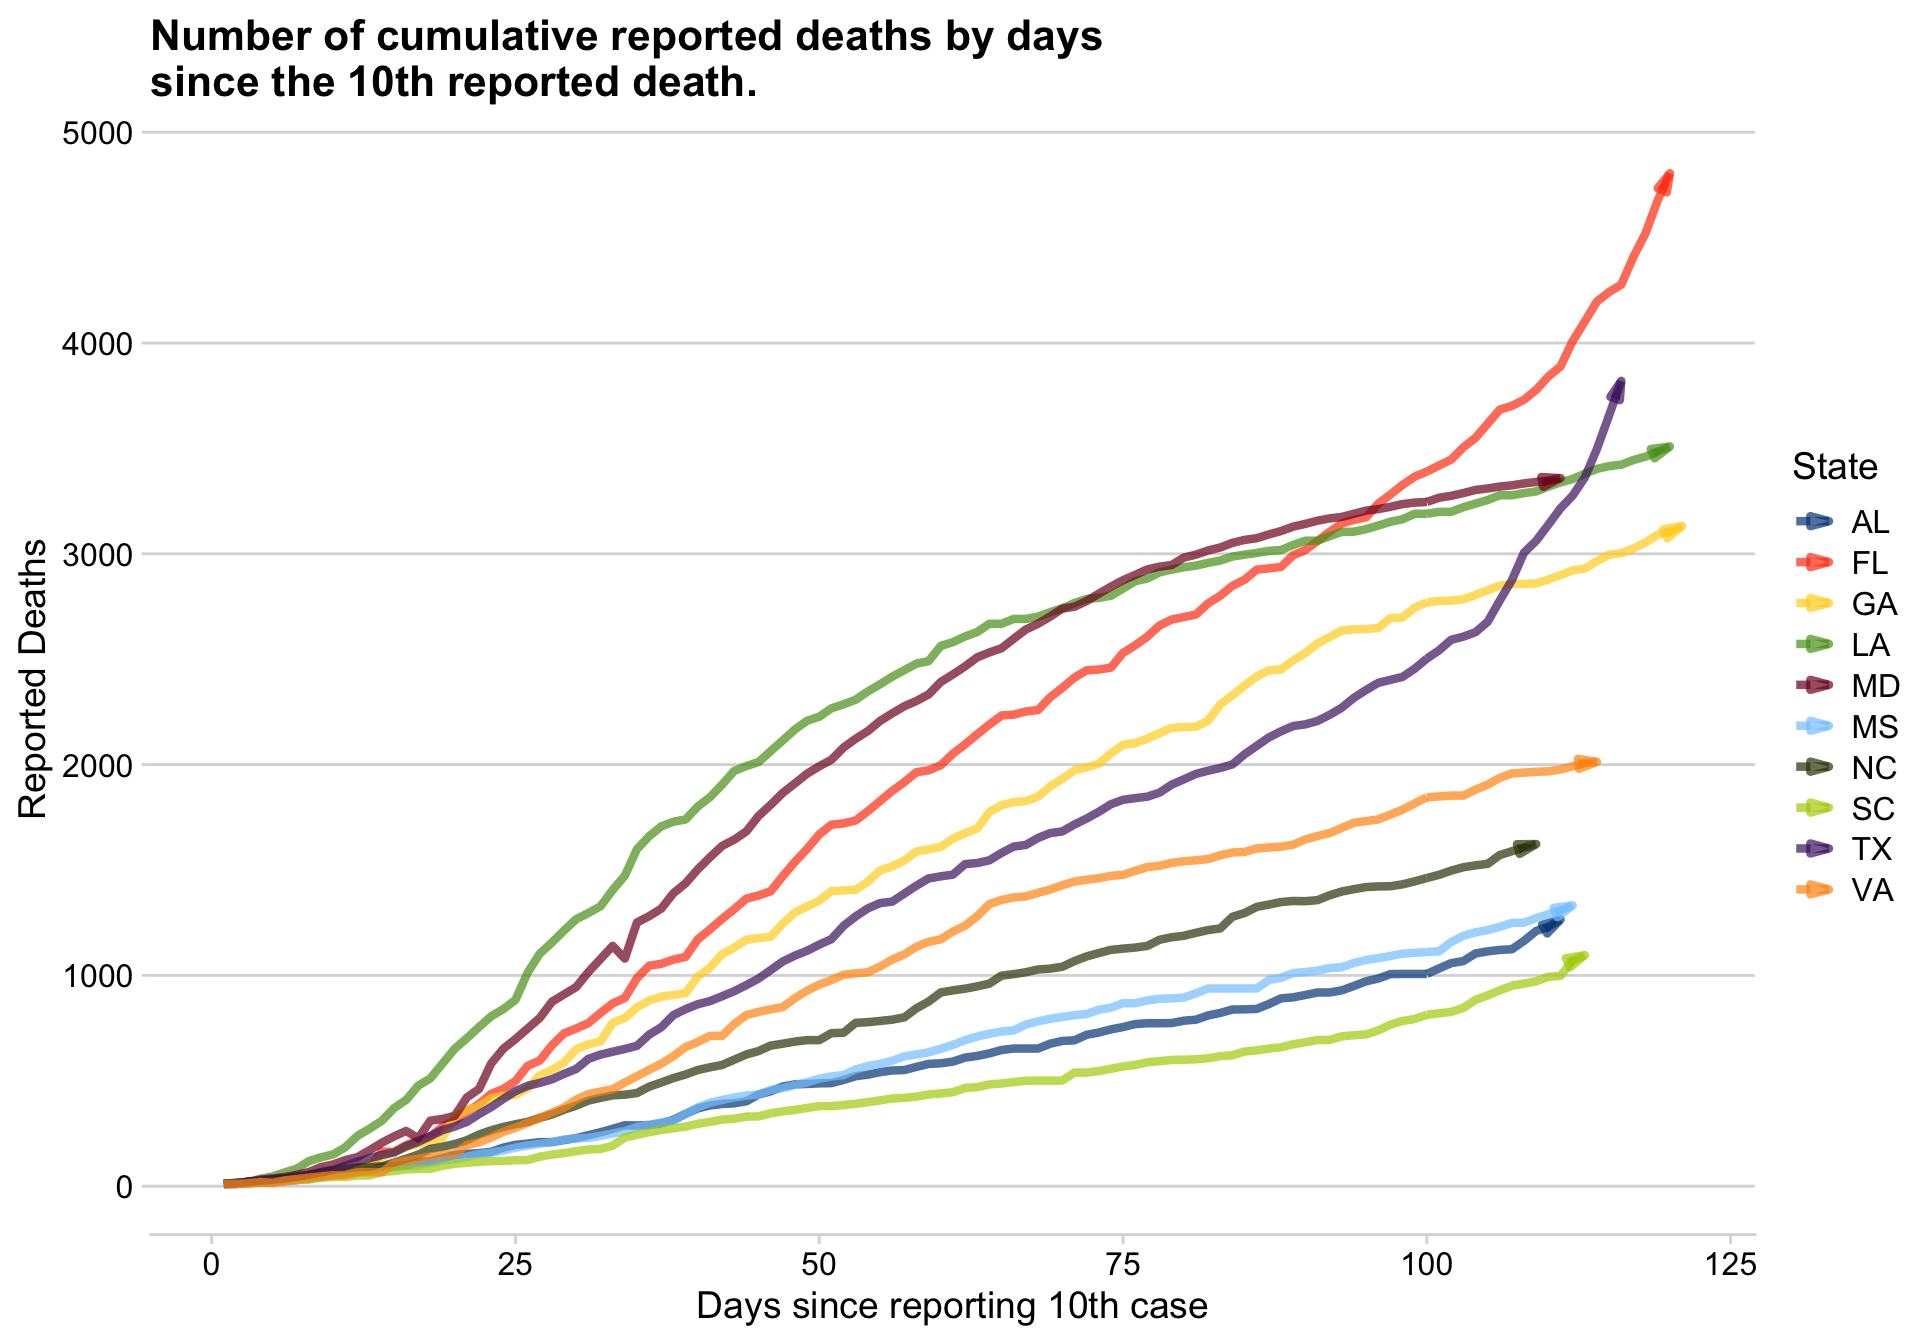 Number of cumulative reported deaths by days
since the 10th reported death.
Reported Deaths
5000
4000
3000
2000
1000
0
0 25 50 75 100 125
Days since reporting 10th case
State
AL
FL
GA
LA
MD
MS
NC
SC
TX
VA